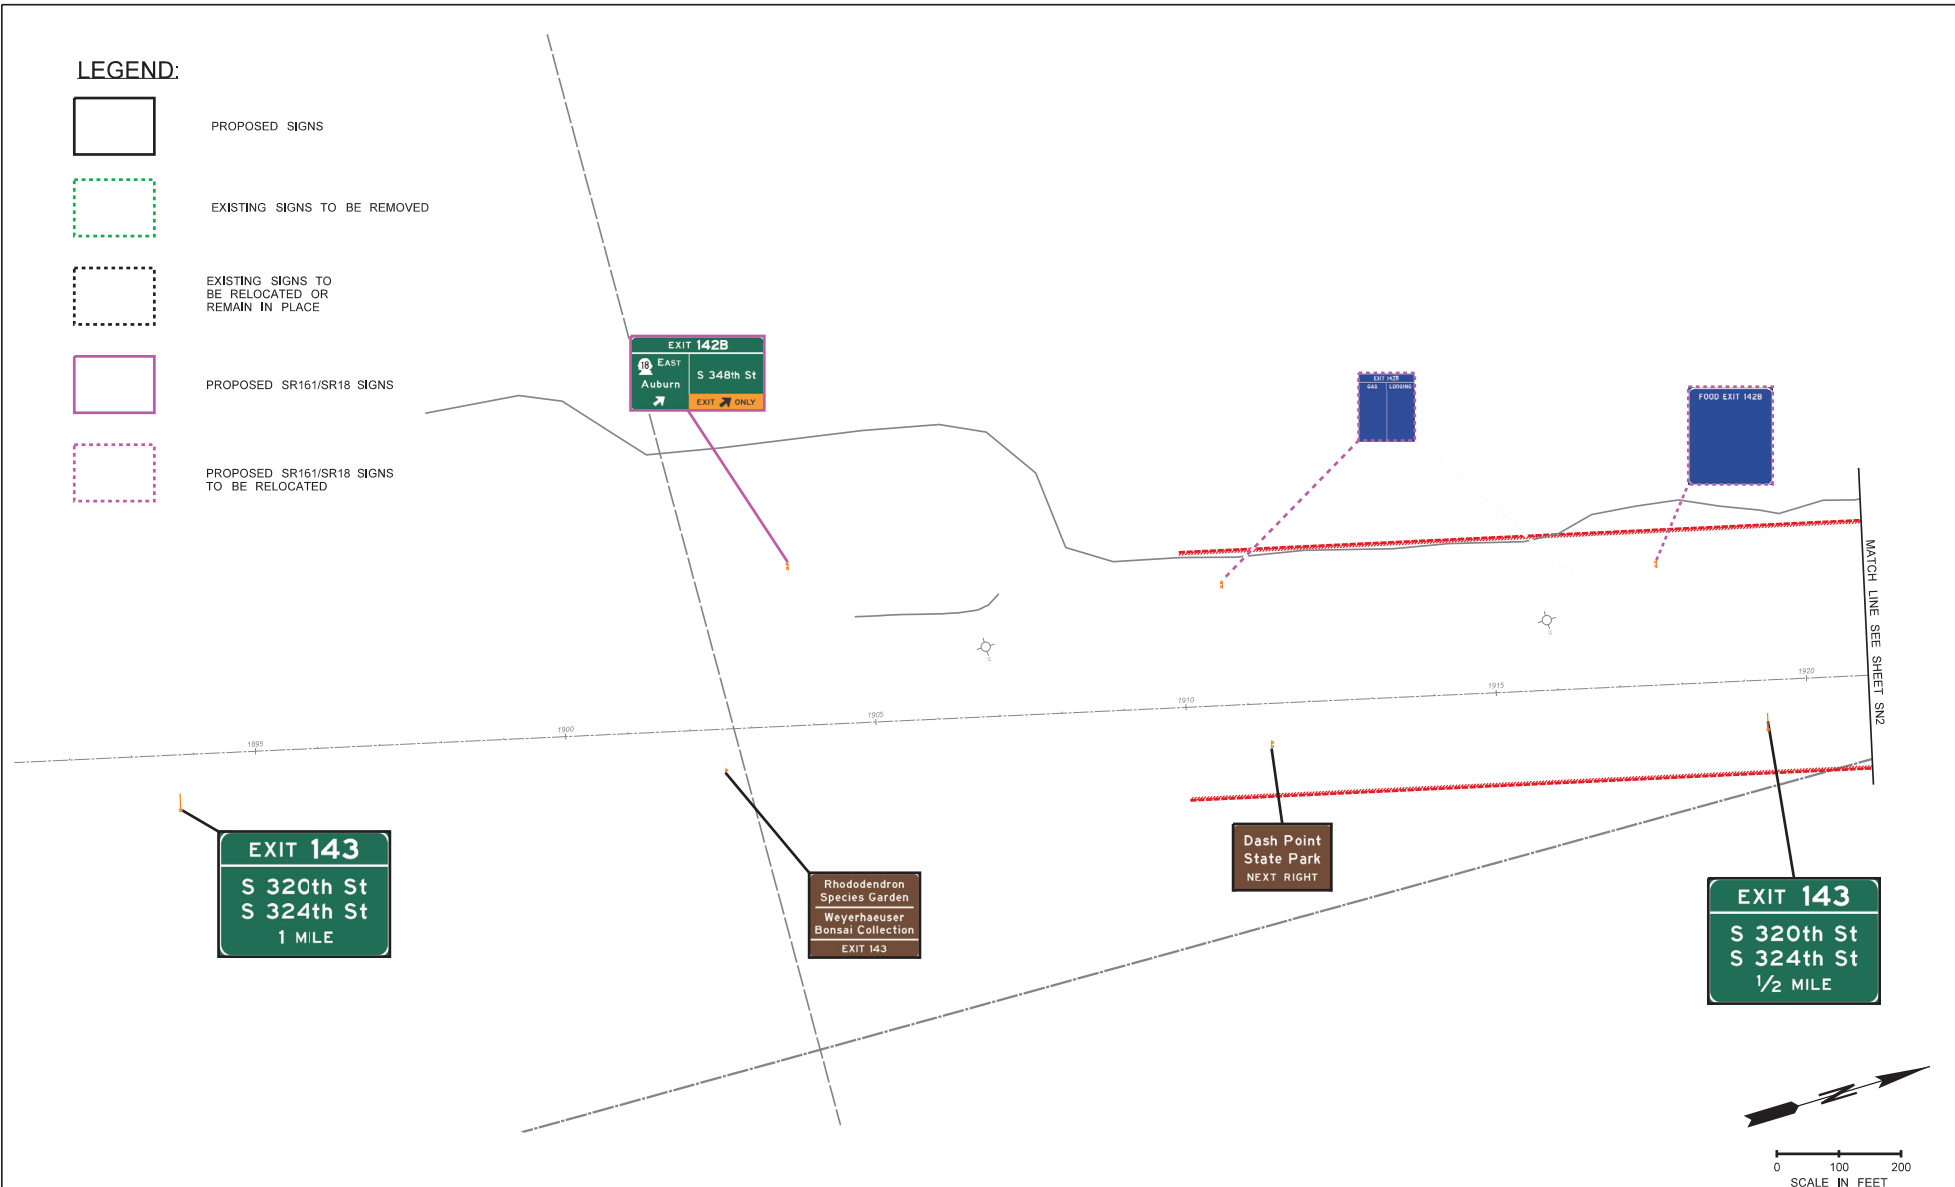 LEGEND:
PROPOSED SIGNS
EXISTING SIGNS TO BE REMOVED
EXISTING SIGNS TO
BE RELOCATED OR
REMAIN IN PLACE
PROPOSED SR161/SR18 SIGNS
PROPOSED SR161/SR18 SIGNS
TO BE RELOCATED
EXIT 142B
18 EAST
Auburn
S 348th St
EXIT ONLY
EXIT 142B
GAS LODGING
FOOD EXIT 142B
MATCH LINE SEE SHEET SN2
1895
1900
1905
1910
1915
1920
EXIT 143
S 320th St
S 324th St
1 MILE
Rhododendron
Species Garden
Weyerhaeuser
Bonsai Collection
EXIT 143
Dash Point
State Park
NEXT RIGHT
EXIT 143
S 320th St
S 324th St
1/2 MILE
N
0 100 200
SCALE IN FEET